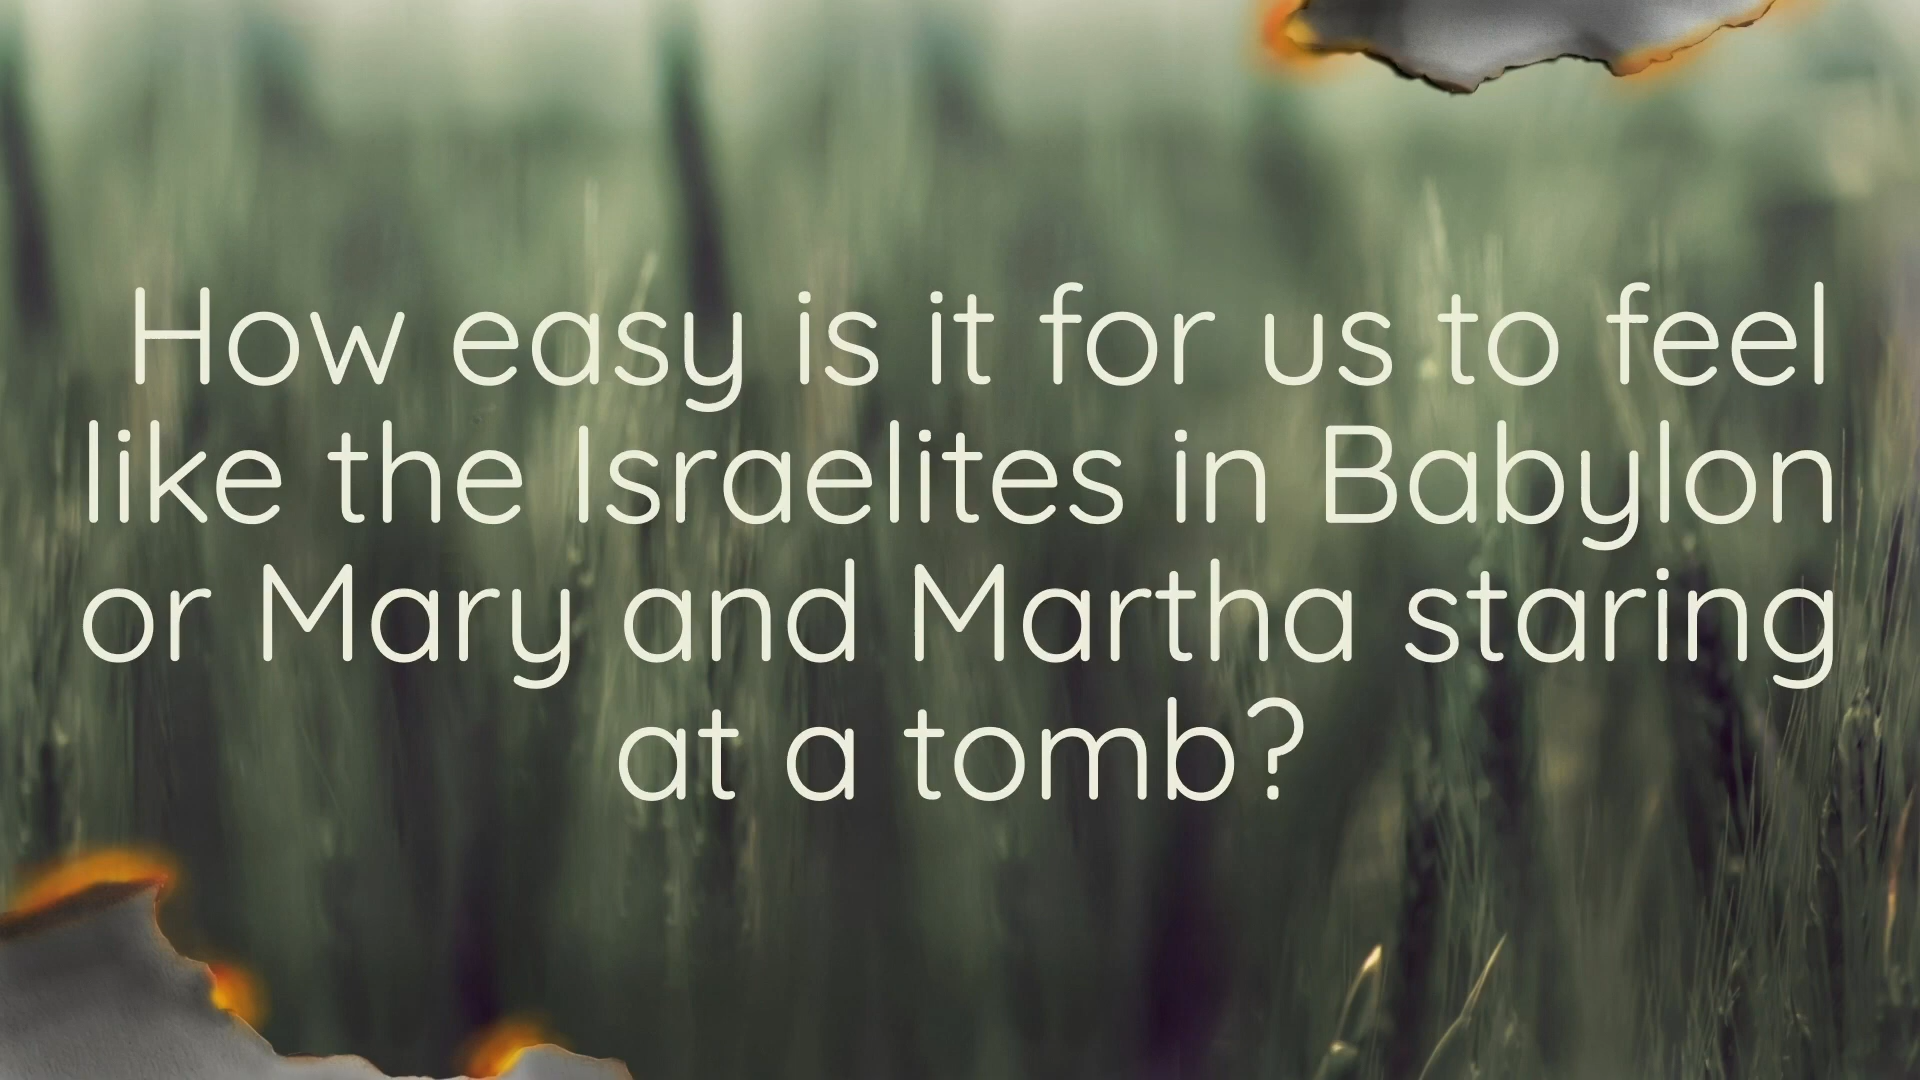 How easy is it for us to feel
like the Israelites in Babylon
or Mary and Martha staring
at a tomb?